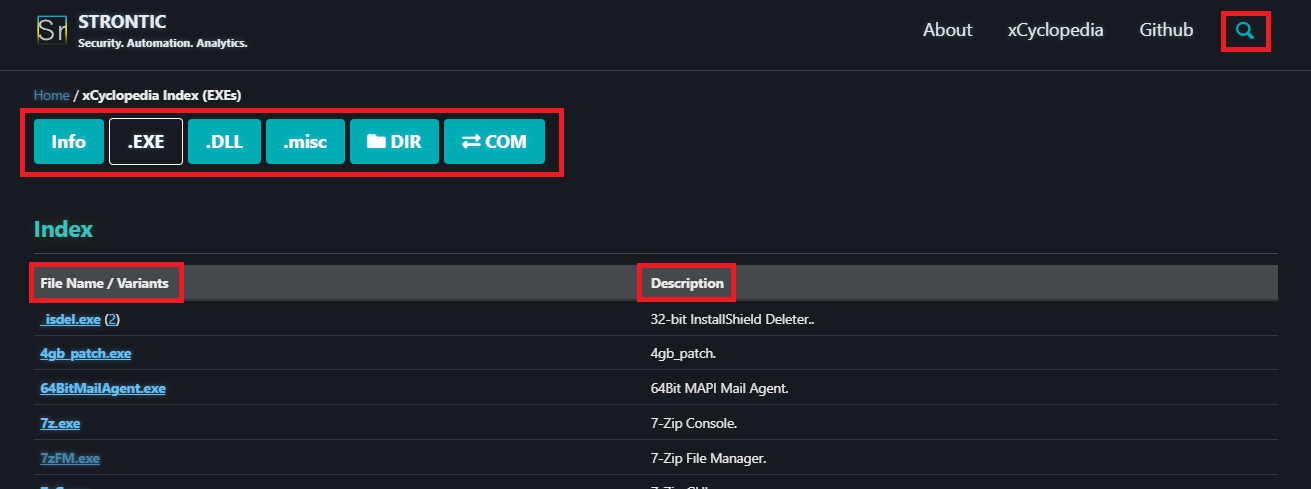 Sr STRONTIC
Security. Automation. Analytics.
About xCyclopedia Github
Home / xCyclopedia Index (EXEs)
Info .EXE .DLL .misc DIR COM
Index
File Name / Variants Description
_isdel.exe (2) 32-bit InstallShield Deleter..
4gb_patch.exe 4gb_patch.
64BitMailAgent.exe 64Bit MAPI Mail Agent.
7z.exe 7-Zip Console.
7zFM.exe 7-Zip File Manager.